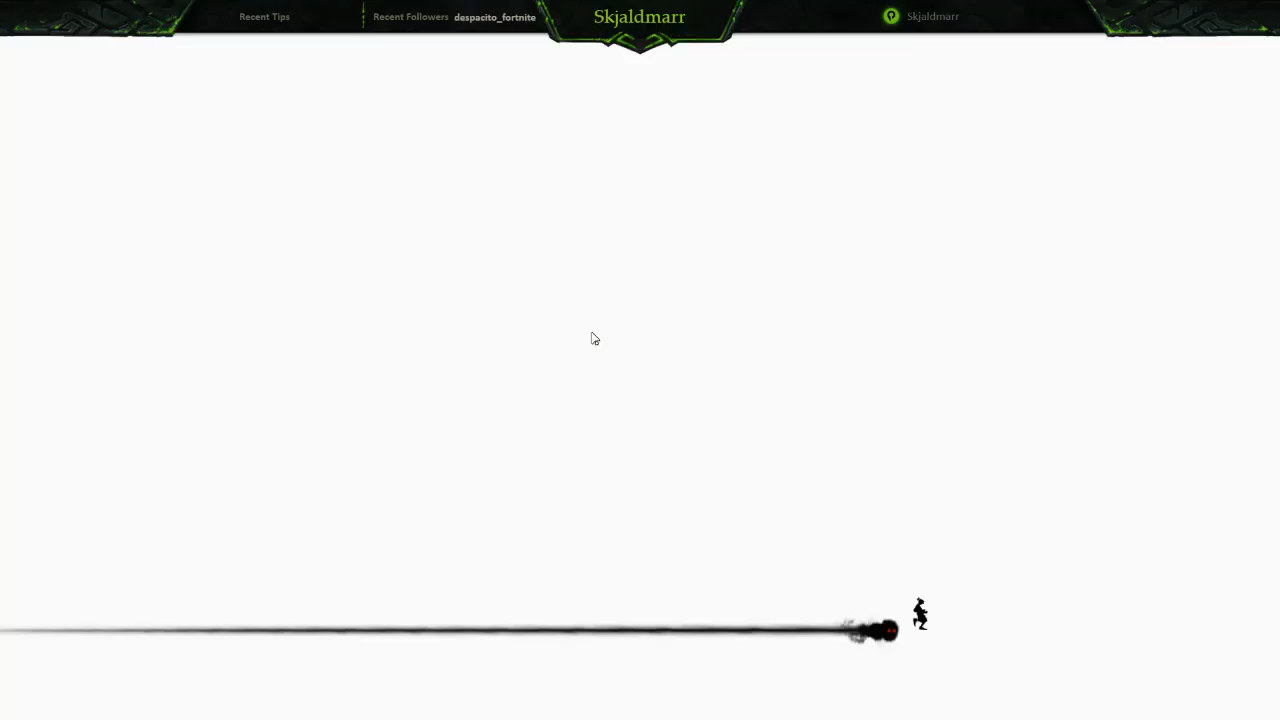 Recent Tips
Recent Followers despacito_fortnite
Skjaldmarr
Skjaldmarr